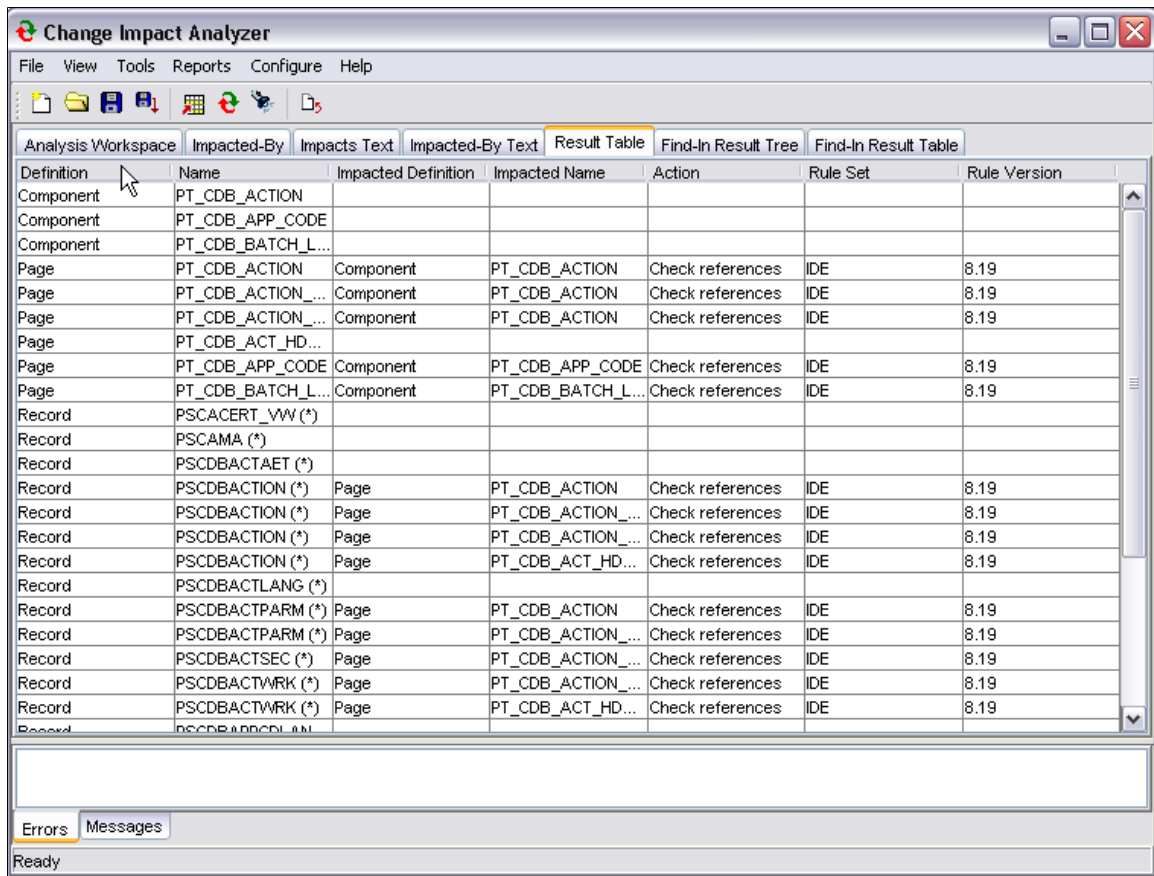 Change Impact Analyzer
File View Tools Reports Configure Help
Analysis Workspace Impacted-By Impacts Text Impacted-By Text Result Table Find-In Result Tree Find-In Result Table
Definition Name Impacted Definition Impacted Name Action Rule Set Rule Version
Component PT_CDB_ACTION
Component PT_CDB_APP_CODE
Component PT_CDB_BATCH_L...
Page PT_CDB_ACTION Component PT_CDB_ACTION Check references IDE 8.19
Page PT_CDB_ACTION_... Component PT_CDB_ACTION Check references IDE 8.19
Page PT_CDB_ACTION_... Component PT_CDB_ACTION Check references IDE 8.19
Page PT_CDB_ACT_HD...
Page PT_CDB_APP_CODE Component PT_CDB_APP_CODE Check references IDE 8.19
Page PT_CDB_BATCH_L... Component PT_CDB_BATCH_L... Check references IDE 8.19
Record PSCACERT_VW (*)
Record PSCAMA (*)
Record PSCDBACTAET (*)
Record PSCDBACTION (*) Page PT_CDB_ACTION Check references IDE 8.19
Record PSCDBACTION (*) Page PT_CDB_ACTION_... Check references IDE 8.19
Record PSCDBACTION (*) Page PT_CDB_ACTION_... Check references IDE 8.19
Record PSCDBACTION (*) Page PT_CDB_ACT_HD... Check references IDE 8.19
Record PSCDBACTLANG (*)
Record PSCDBACTPARM (*) Page PT_CDB_ACTION Check references IDE 8.19
Record PSCDBACTPARM (*) Page PT_CDB_ACTION_... Check references IDE 8.19
Record PSCDBACTSEC (*) Page PT_CDB_ACTION_... Check references IDE 8.19
Record PSCDBACTWRK (*) Page PT_CDB_ACTION_... Check references IDE 8.19
Record PSCDBACTWRK (*) Page PT_CDB_ACT_HD... Check references IDE 8.19
Record
Errors Messages
Ready